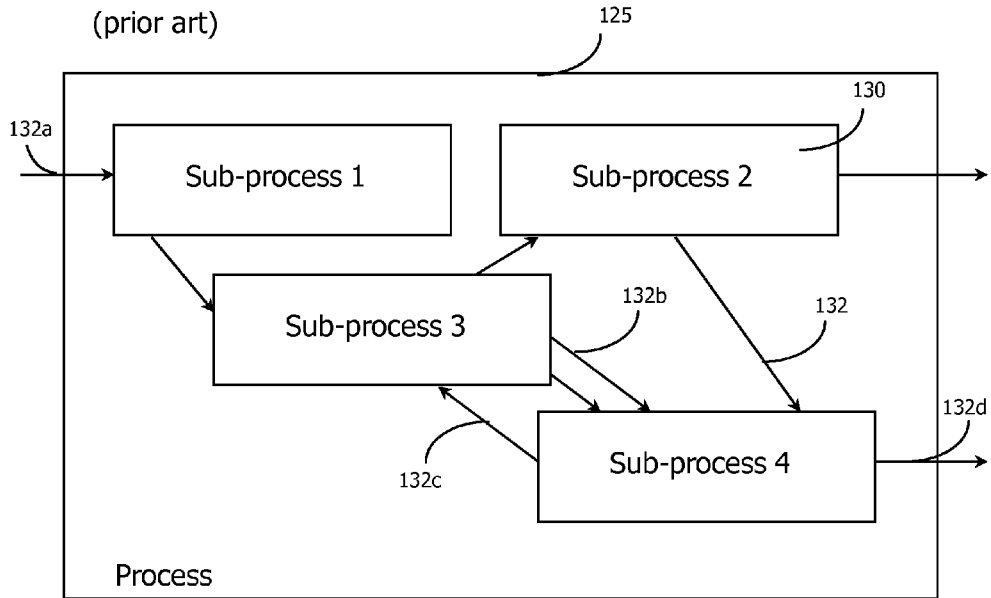 (prior art)
125
130
132a
Sub-process 1
Sub-process 2
132b
132
Sub-process 3
132d
132c
Sub-process 4
Process